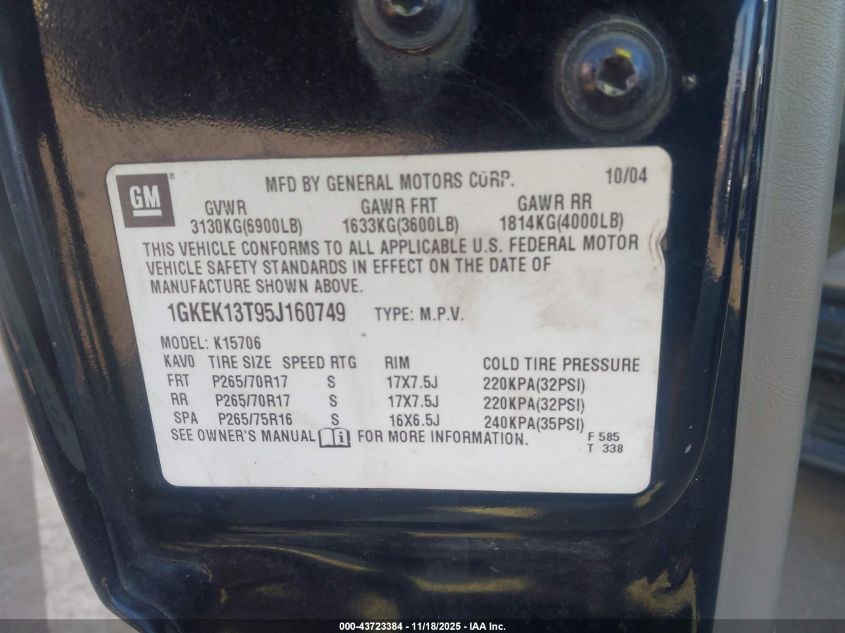 GM
MFD BY GENERAL MOTORS CORP. 10/04
GVWR GAWR FRT GAWR RR
3130KG(6900LB) 1633KG(3600LB) 1814KG(4000LB)
THIS VEHICLE CONFORMS TO ALL APPLICABLE U.S. FEDERAL MOTOR
VEHICLE SAFETY STANDARDS IN EFFECT ON THE DATE OF
MANUFACTURE SHOWN ABOVE.
1GKEK13T95J160749 TYPE: M.P.V.
MODEL: K15706
KAVO TIRE SIZE SPEED RTG RIM COLD TIRE PRESSURE
FRT P265/70R17 S 17X7.5J 220KPA(32PSI)
RR P265/70R17 S 17X7.5J 220KPA(32PSI)
SPA P265/75R16 S 16X6.5J 240KPA(35PSI)
SEE OWNER'S MANUAL i FOR MORE INFORMATION. F 585
T 338
000-43723384 - 11/18/2025 - IAA Inc.